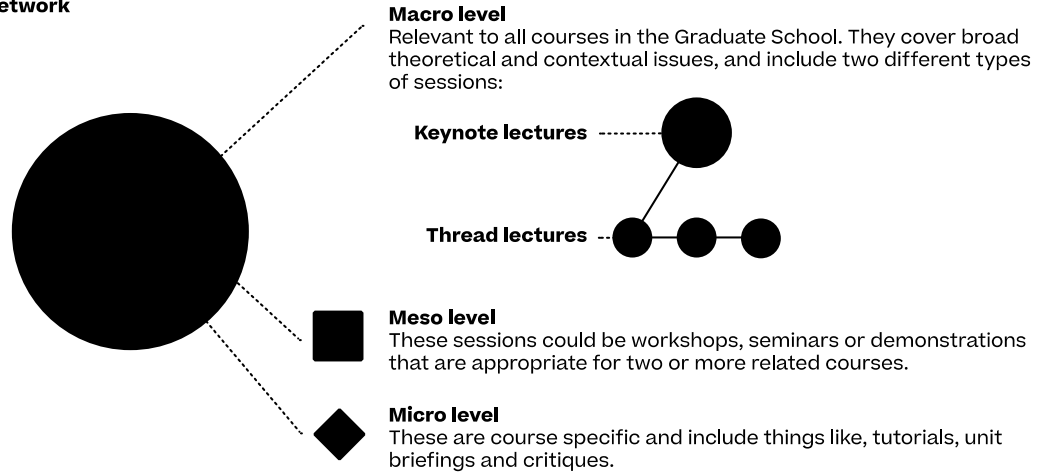 etwork
Macro level
Relevant to all courses in the Graduate School. They cover broad
theoretical and contextual issues, and include two different types
of sessions:
Keynote lectures
Thread lectures
Meso level
These sessions could be workshops, seminars or demonstrations
that are appropriate for two or more related courses.
Micro level
These are course specific and include things like, tutorials, unit
briefings and critiques.